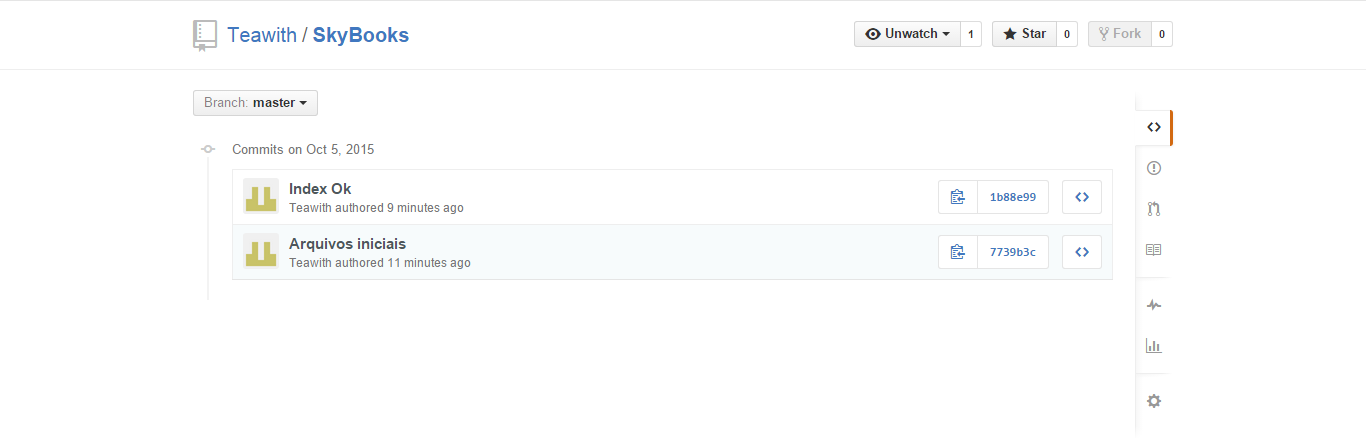 Teawith / SkyBooks
Unwatch 1 Star 0 Fork 0
Branch: master
Commits on Oct 5, 2015
Index Ok
Teawith authored 9 minutes ago
1b88e99
Arquivos iniciais
Teawith authored 11 minutes ago
7739b3c